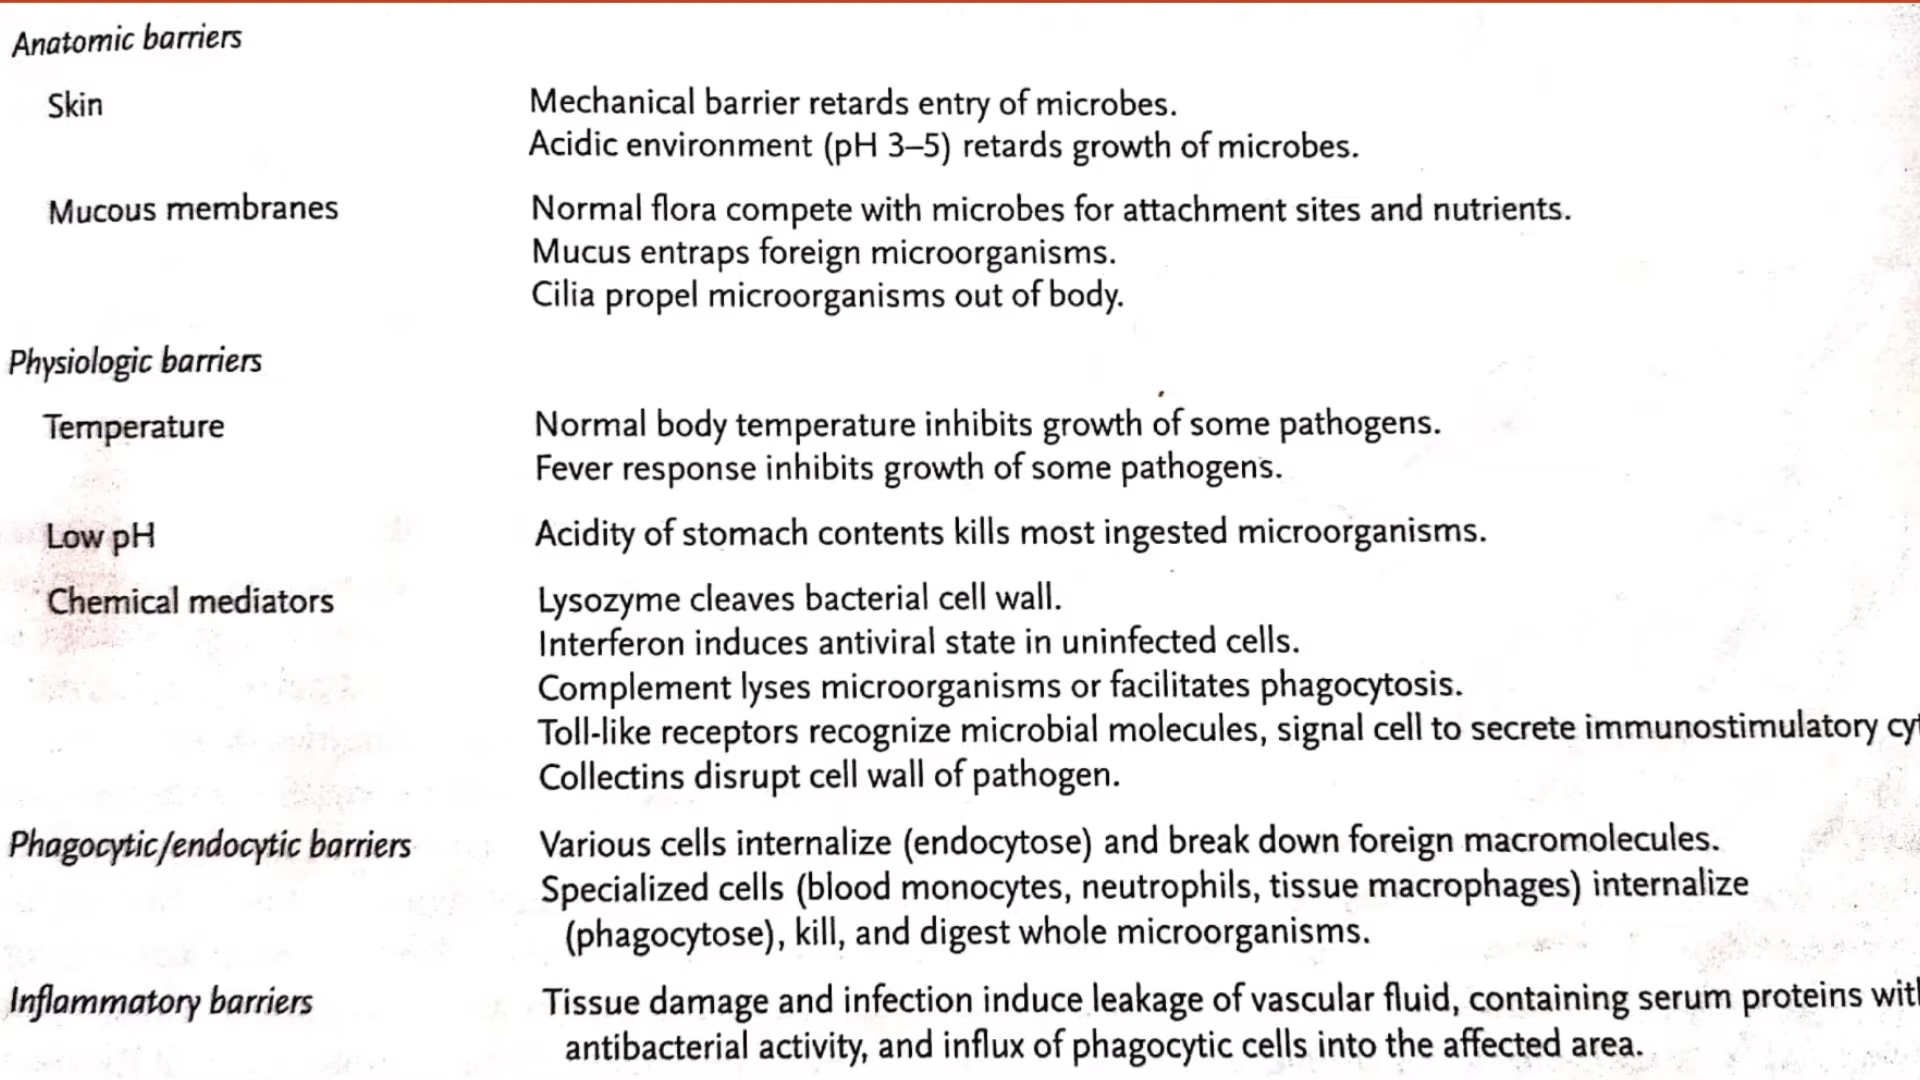 Anatomic barriers
Skin
Mechanical barrier retards entry of microbes.
Acidic environment (pH 3–5) retards growth of microbes.
Mucous membranes
Normal flora compete with microbes for attachment sites and nutrients.
Mucus entraps foreign microorganisms.
Cilia propel microorganisms out of body.
Physiologic barriers
Temperature
Normal body temperature inhibits growth of some pathogens.
Fever response inhibits growth of some pathogens.
Low pH
Acidity of stomach contents kills most ingested microorganisms.
Chemical mediators
Lysozyme cleaves bacterial cell wall.
Interferon induces antiviral state in uninfected cells.
Complement lyses microorganisms or facilitates phagocytosis.
Toll-like receptors recognize microbial molecules, signal cell to secrete immunostimulatory
Collectins disrupt cell wall of pathogen.
Phagocytic/endocytic barriers
Various cells internalize (endocytose) and break down foreign macromolecules.
Specialized cells (blood monocytes, neutrophils, tissue macrophages) internalize
(phagocytose), kill, and digest whole microorganisms.
Inflammatory barriers
Tissue damage and infection induce leakage of vascular fluid, containing serum proteins
antibacterial activity, and influx of phagocytic cells into the affected area.